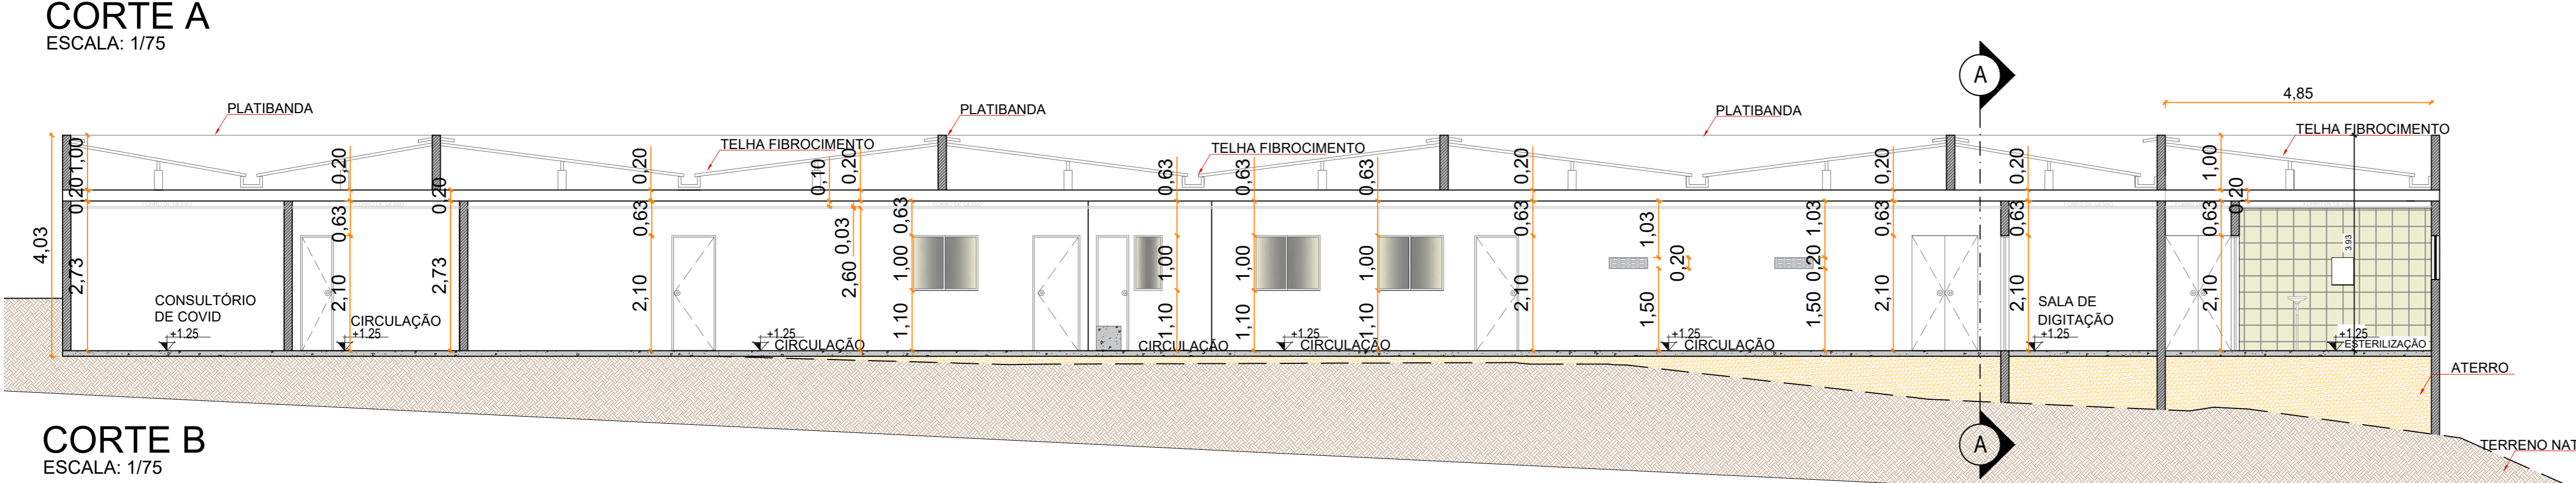 CORTE A
ESCALA: 1/75
A
4,85
PLATIBANDA
PLATIBANDA
PLATIBANDA
TELHA FIBROCIMENTO
TELHA FIBROCIMENTO
TELHA FIBROCIMENTO
4,03
1,00
0,20
2,73
0,20
0,63
2,10
0,20
2,73
0,20
0,63
2,10
0,10
0,20
0,03
2,60
0,63
1,00
1,10
0,63
1,00
1,10
0,63
1,00
1,10
0,63
1,00
1,10
0,20
0,63
2,10
1,03
0,20
1,50
1,03
0,20
1,50
0,20
0,63
2,10
0,20
0,63
2,10
1,00
0,20
0,63
2,10
3,93
CONSULTÓRIO
DE COVID
+1.25
CIRCULAÇÃO
+1.25
+1.25
CIRCULAÇÃO
CIRCULAÇÃO
+1.25
CIRCULAÇÃO
+1.25
CIRCULAÇÃO
SALA DE
DIGITAÇÃO
+1.25
+1.25
ESTERILIZAÇÃO
ATERRO
A
TERRENO NAT
CORTE B
ESCALA: 1/75